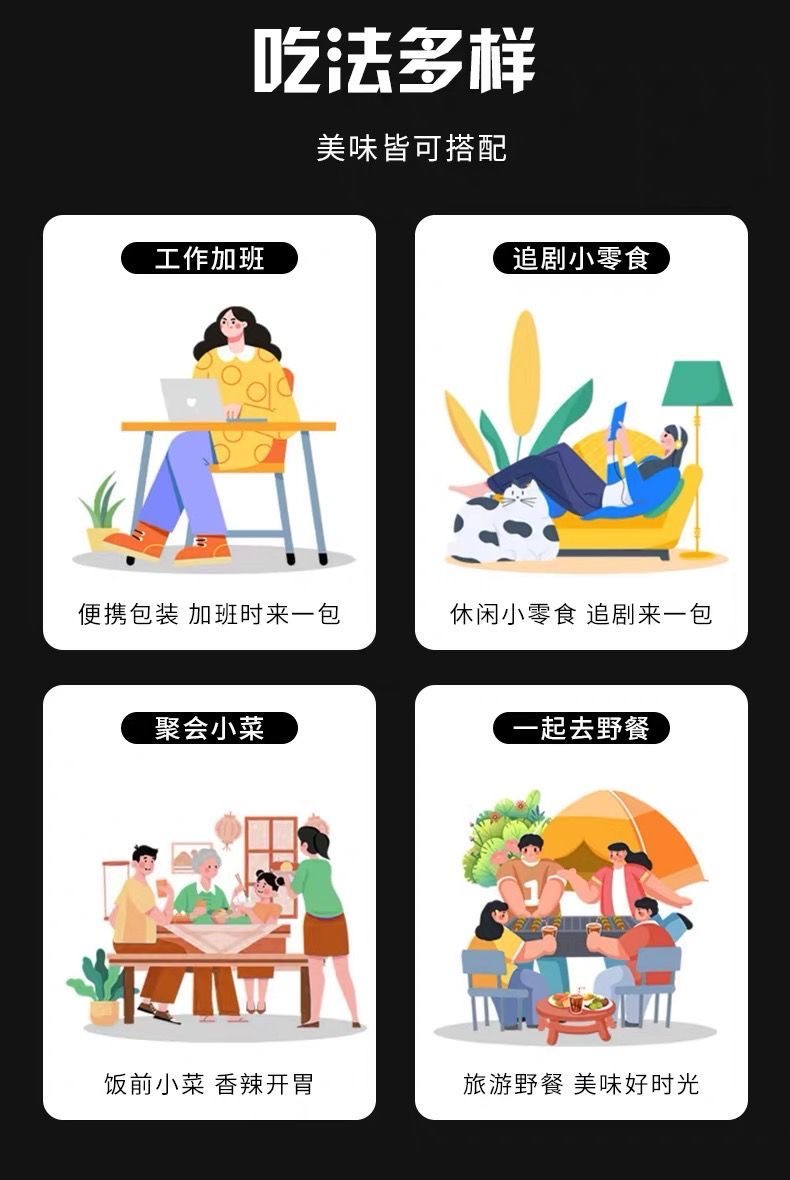 吃法多样
美味皆可搭配
工作加班
便携包装 加班时来一包
追剧小零食
休闲小零食 追剧来一包
聚会小菜
饭前小菜 香辣开胃
一起去野餐
1
旅游野餐 美味好时光